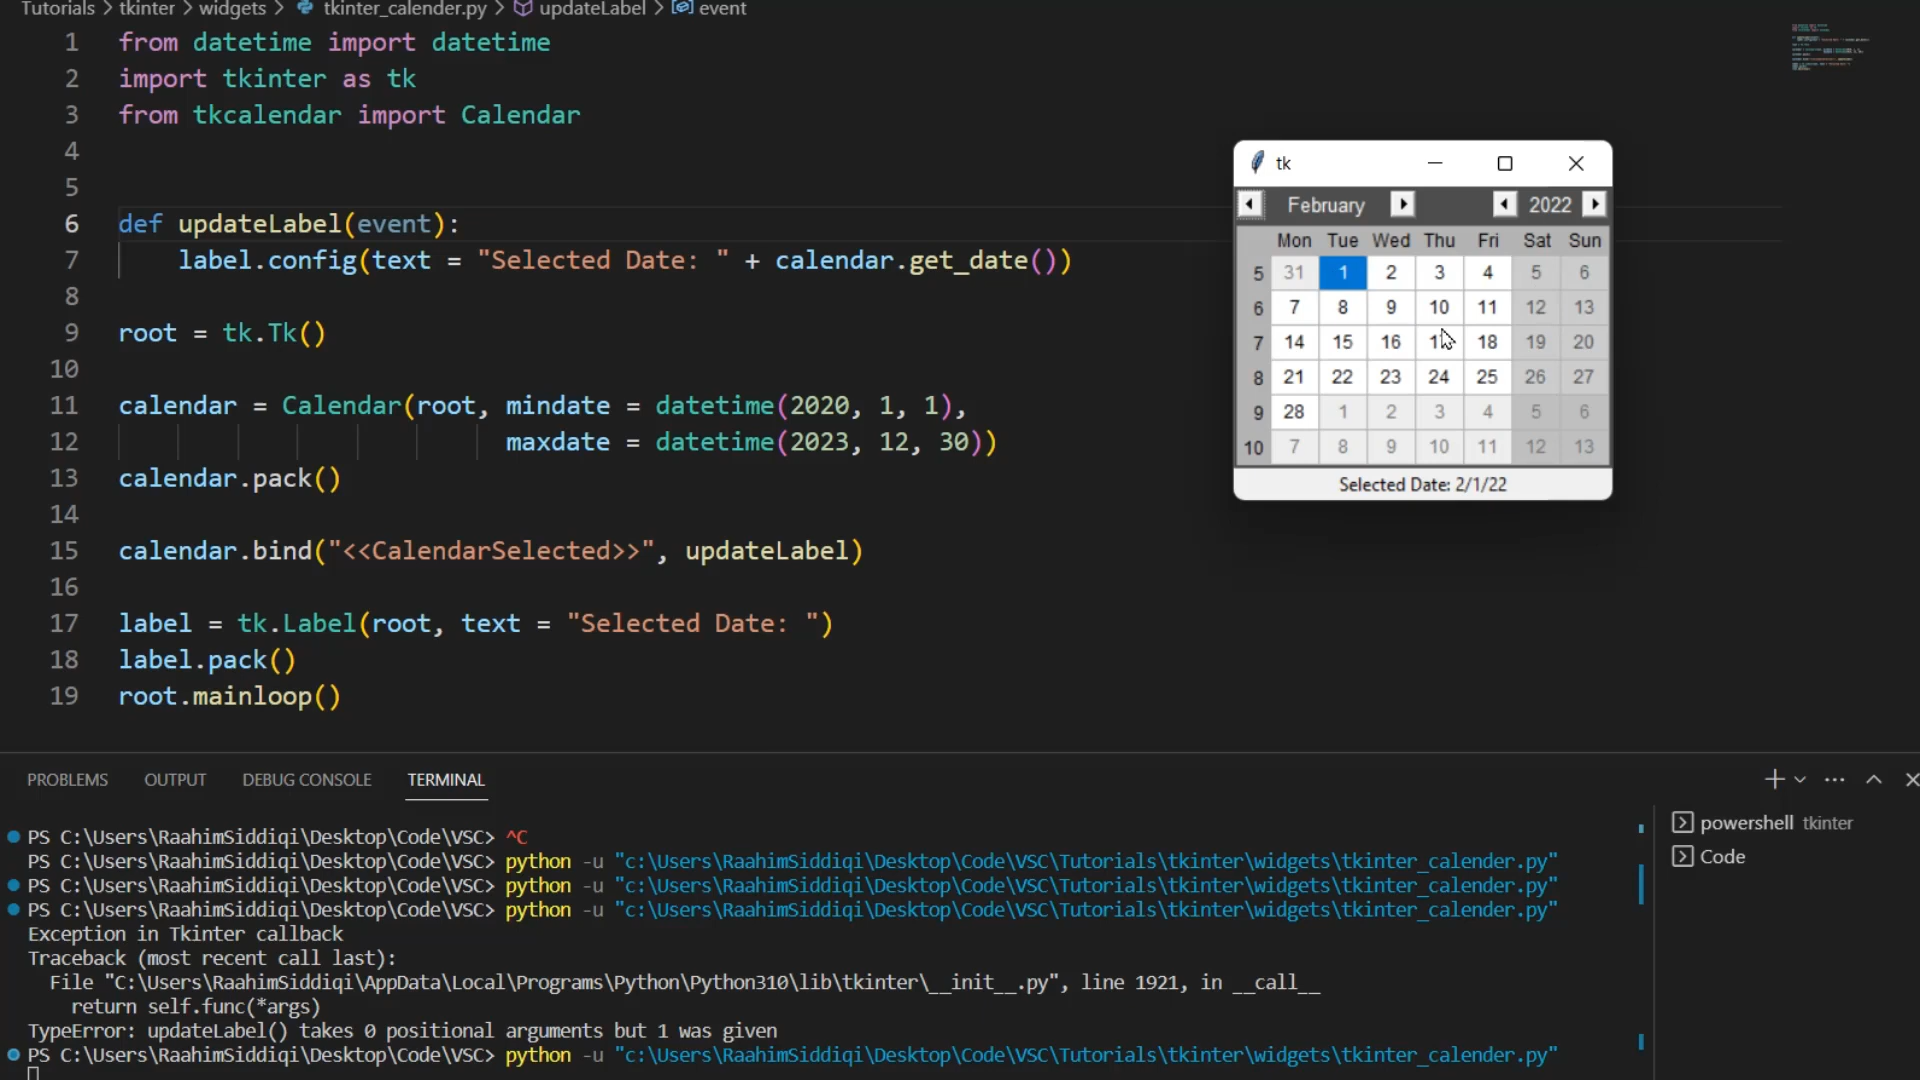 Tutorials > tkinter > widgets > tkinter_calender.py > updateLabel > event
1 from datetime import datetime
2 import tkinter as tk
3 from tkcalendar import Calendar
4
5
6 def updateLabel(event):
7 label.config(text = "Selected Date: " + calendar.get_date())
8
9 root = tk.Tk()
10
11 calendar = Calendar(root, mindate = datetime(2020, 1, 1),
12 maxdate = datetime(2023, 12, 30))
13 calendar.pack()
14
15 calendar.bind("<<CalendarSelected>>", updateLabel)
16
17 label = tk.Label(root, text = "Selected Date: ")
18 label.pack()
19 root.mainloop()
tk
February 2022
Mon Tue Wed Thu Fri Sat Sun
5 31 1 2 3 4 5 6
6 7 8 9 10 11 12 13
7 14 15 16 18 19 20
8 21 22 23 24 25 26 27
9 28 1 2 3 4 5 6
10 7 8 9 10 11 12 13
Selected Date: 2/1/22
PROBLEMS OUTPUT DEBUG CONSOLE TERMINAL
PS C:\Users\RaahimSiddiqi\Desktop\Code\VSC> ^C
PS C:\Users\RaahimSiddiqi\Desktop\Code\VSC> python -u "c:\Users\RaahimSiddiqi\Desktop\Code\VSC\Tutorials\tkinter\widgets\tkinter_calender.py"
PS C:\Users\RaahimSiddiqi\Desktop\Code\VSC> python -u "c:\Users\RaahimSiddiqi\Desktop\Code\VSC\Tutorials\tkinter\widgets\tkinter_calender.py"
PS C:\Users\RaahimSiddiqi\Desktop\Code\VSC> python -u "c:\Users\RaahimSiddiqi\Desktop\Code\VSC\Tutorials\tkinter\widgets\tkinter_calender.py"
Exception in Tkinter callback
Traceback (most recent call last):
File "C:\Users\RaahimSiddiqi\AppData\Local\Programs\Python\Python310\lib\tkinter\__init__.py", line 1921, in __call__
return self.func(*args)
TypeError: updateLabel() takes 0 positional arguments but 1 was given
PS C:\Users\RaahimSiddiqi\Desktop\Code\VSC> python -u "c:\Users\RaahimSiddiqi\Desktop\Code\VSC\Tutorials\tkinter\widgets\tkinter_calender.py"
powershell tkinter
Code